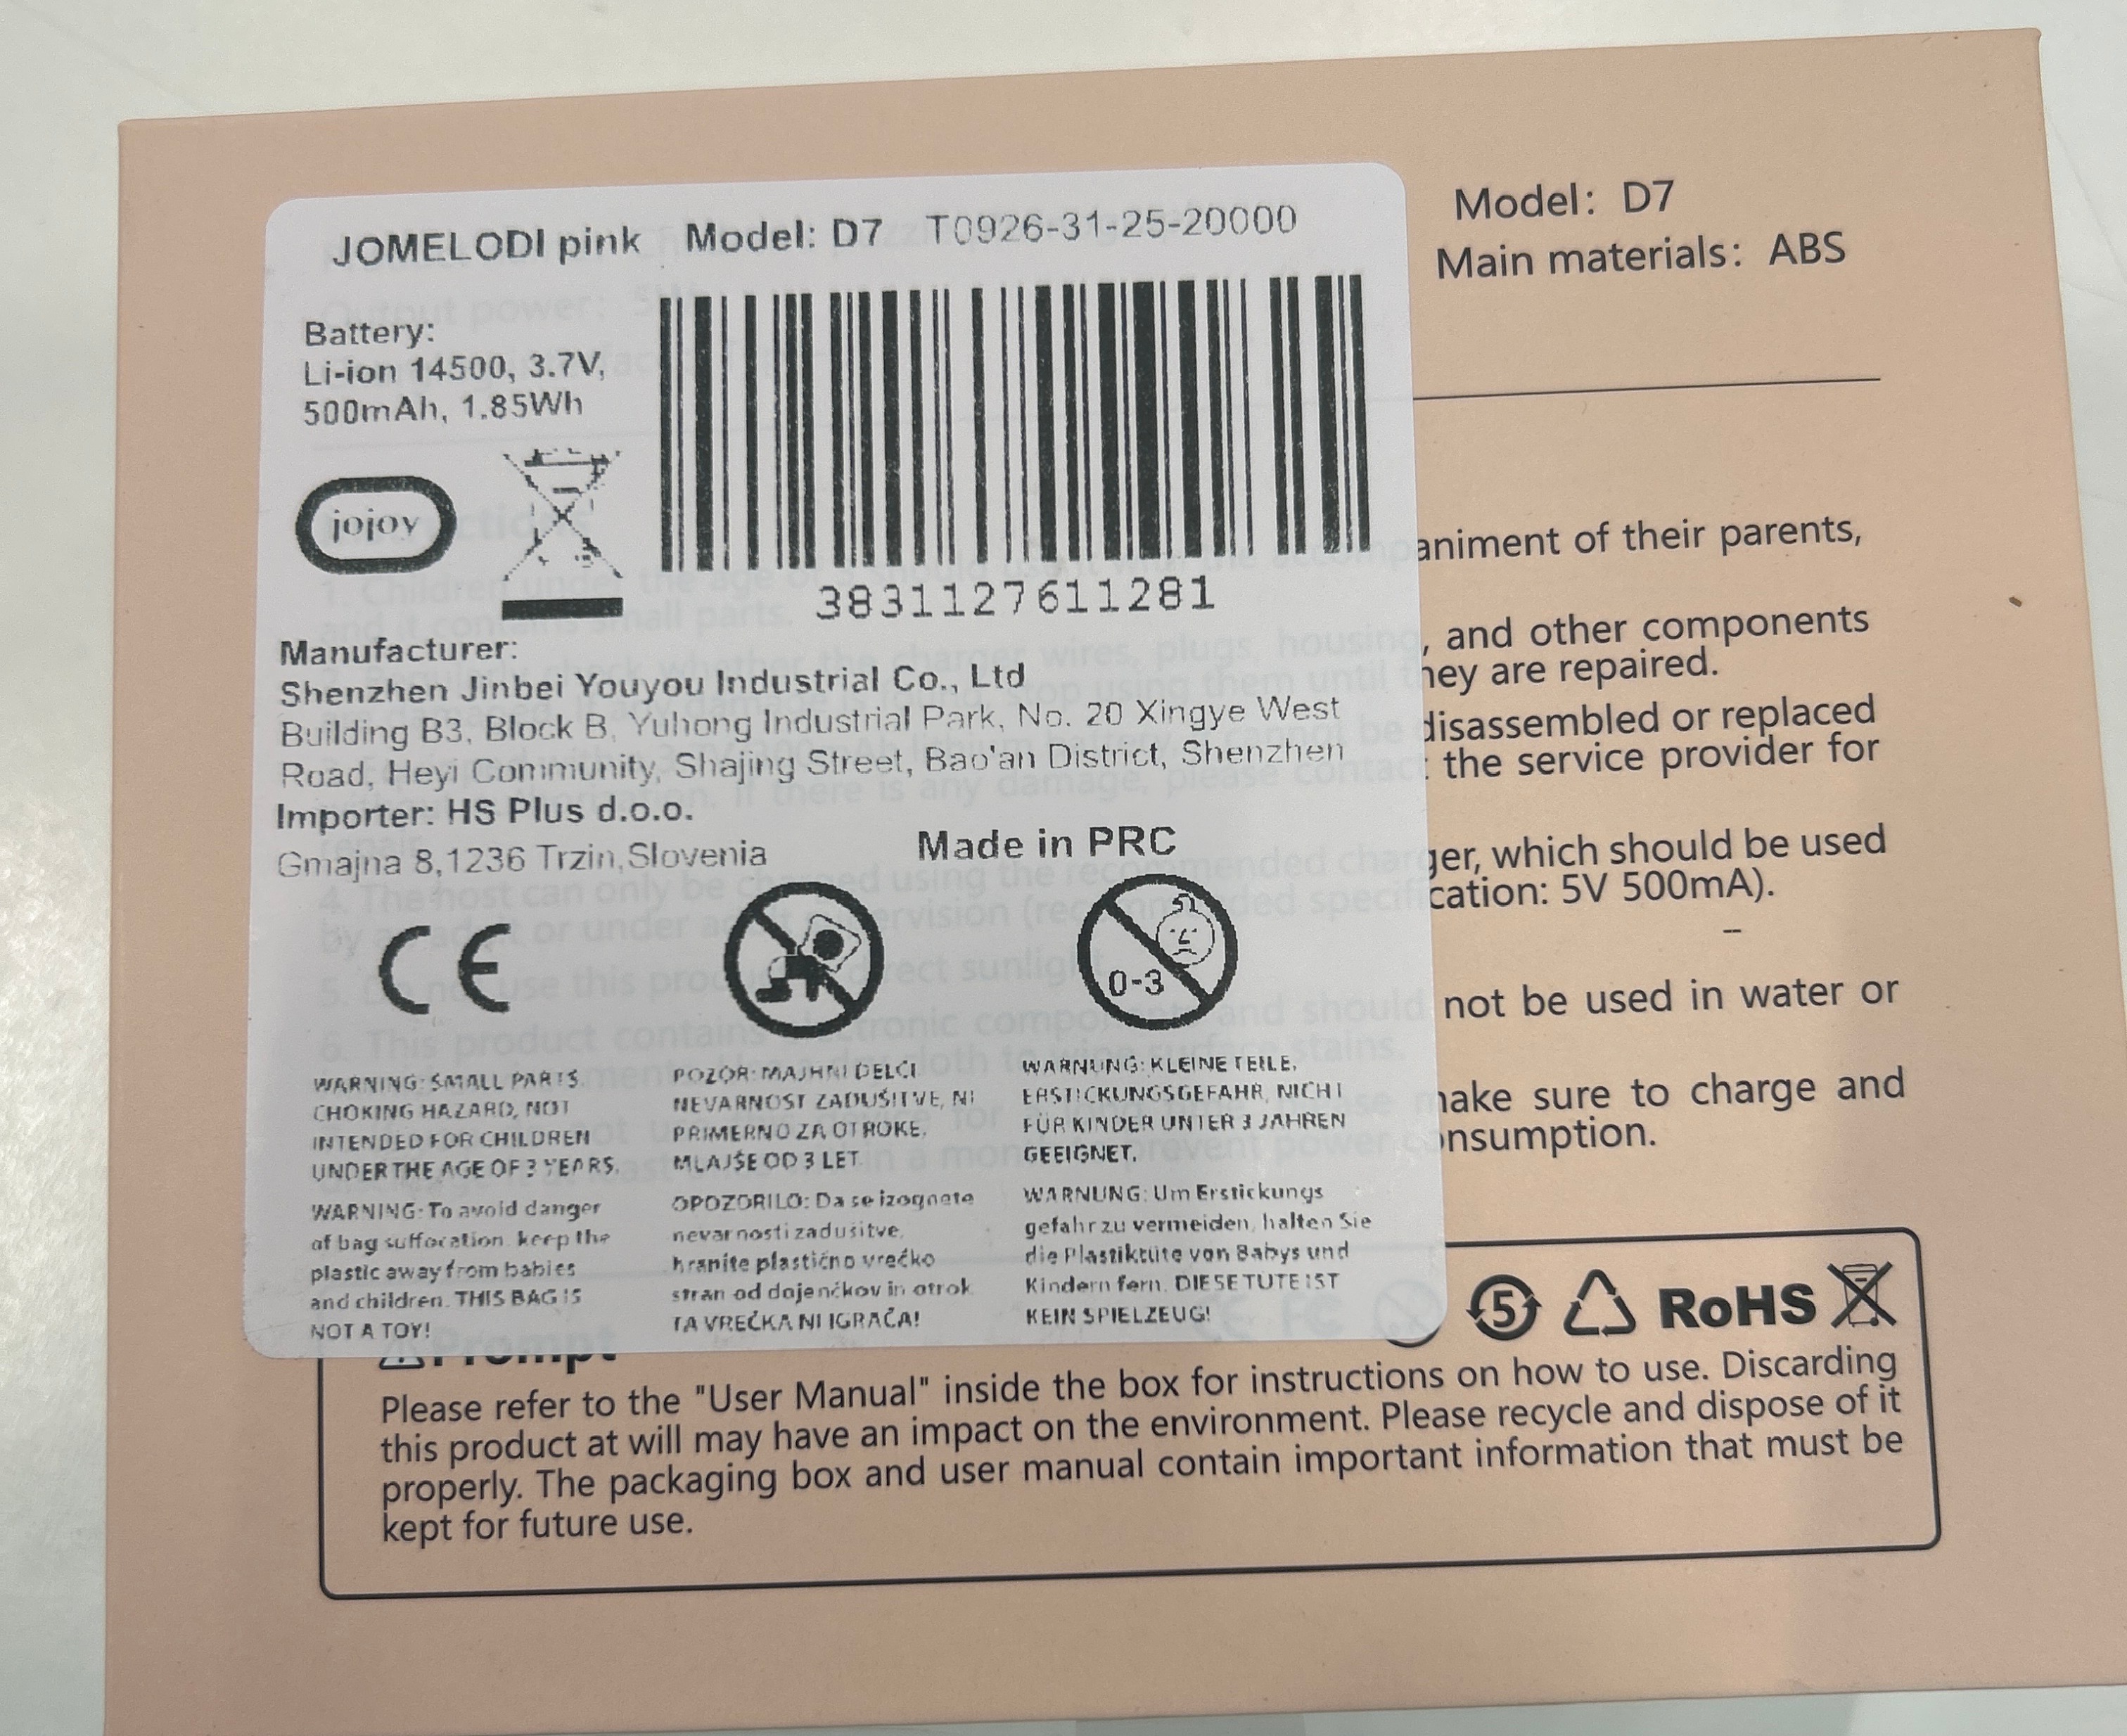 JOMELODI pink Model: D7 T0926-31-25-20000
Battery:
Li-ion 14500, 3.7V,
500mAh, 1.85Wh
jojoy
3831127611281
Manufacturer:
Shenzhen Jinbei Youyou Industrial Co., Ltd
Building B3, Block B, Yuhong Industrial Park, No. 20 Xingye West
Road, Heyi Community, Shajing Street, Bao'an District, Shenzhen
Importer: HS Plus d.o.o.
Gmajna 8,1236 Trzin,Slovenia
Made in PRC
CE
0-3
WARNING: SMALL PARTS
CHOKING HAZARD, NOT
INTENDED FOR CHILDREN
UNDER THE AGE OF 3 YEARS.
WARNING: To avoid danger
of bag suffocation keep the
plastic away from babies
and children. THIS BAG IS
NOT A TOY!
POZOR: MAJHNI DELCI
NEVARNOST ZADUŠITVE, NI
PRIMERNO ZA OTROKE,
MLAJŠE OD 3 LET
OPOZORILO: Da se izognete
nevarnosti zadušitve,
hranite plastično vrečko
stran od dojenčkov in otrok
TA VREČKA NI IGRAČA!
WARNUNG: KLEINE TEILE,
ERSTICKUNGSGEFAHR, NICHT
FÜR KINDER UNTER 3 JAHREN
GEEIGNET.
WARNUNG: Um Erstickungs
gefahr zu vermeiden, halten Sie
die Plastiktüte von Babys und
Kindern fern. DIESE TUTE IST
KEIN SPIELZEUG!
Model: D7
Main materials: ABS
animent of their parents,
, and other components
hey are repaired.
disassembled or replaced
the service provider for
ger, which should be used
cation: 5V 500mA).
not be used in water or
make sure to charge and
onsumption.
5 RoHS
Prompt
Please refer to the "User Manual" inside the box for instructions on how to use. Discarding
this product at will may have an impact on the environment. Please recycle and dispose of it
properly. The packaging box and user manual contain important information that must be
kept for future use.